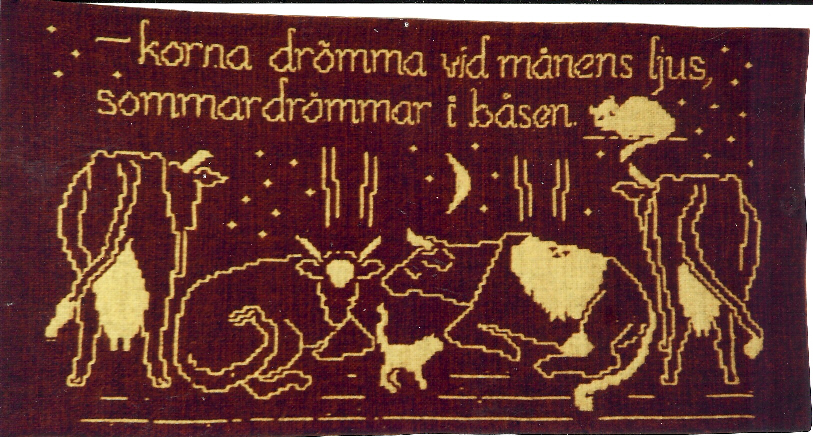 – korna drömma vid månens ljus,
sommardrömmar i båsen.